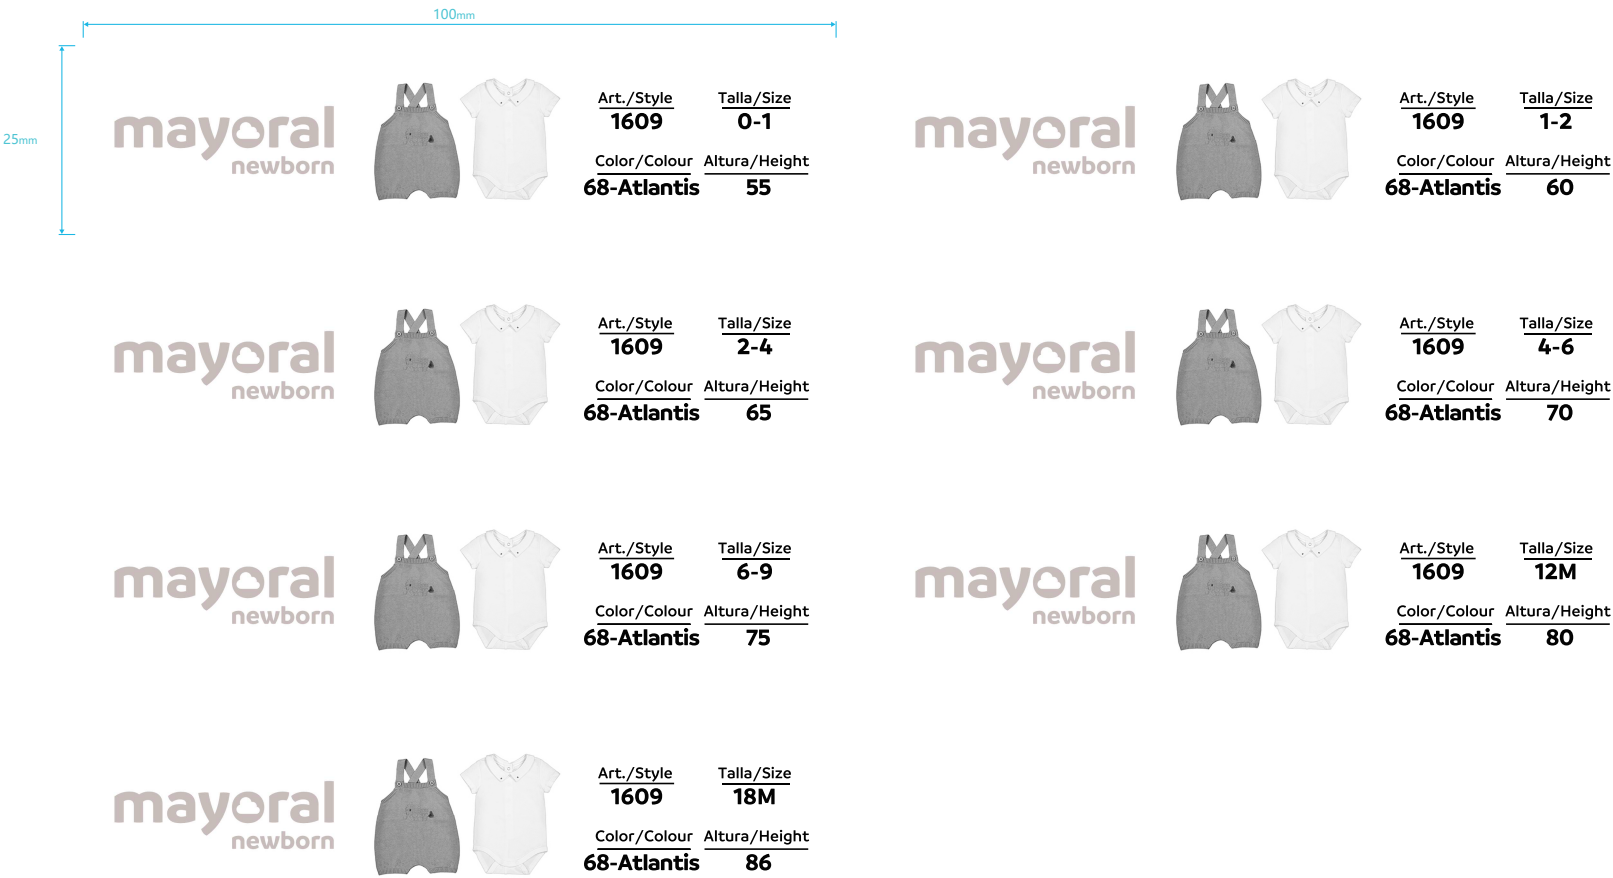 100mm
25mm
mayoral
newborn
Art./Style
1609
Talla/Size
0-1
Color/Colour
68-Atlantis
Altura/Height
55
mayoral
newborn
Art./Style
1609
Talla/Size
1-2
Color/Colour
68-Atlantis
Altura/Height
60
mayoral
newborn
Art./Style
1609
Talla/Size
2-4
Color/Colour
68-Atlantis
Altura/Height
65
mayoral
newborn
Art./Style
1609
Talla/Size
4-6
Color/Colour
68-Atlantis
Altura/Height
70
mayoral
newborn
Art./Style
1609
Talla/Size
6-9
Color/Colour
68-Atlantis
Altura/Height
75
mayoral
newborn
Art./Style
1609
Talla/Size
12M
Color/Colour
68-Atlantis
Altura/Height
80
mayoral
newborn
Art./Style
1609
Talla/Size
18M
Color/Colour
68-Atlantis
Altura/Height
86